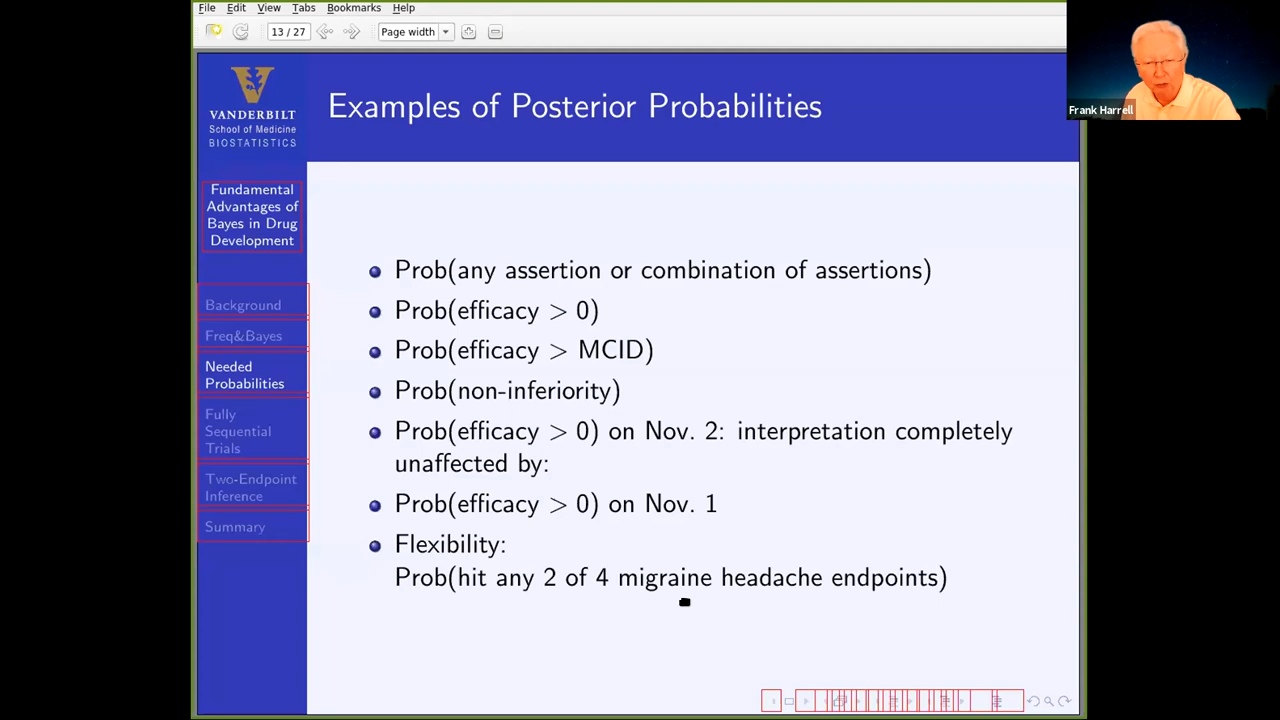 File Edit View Tabs Bookmarks Help
13 / 27 Page width
Frank Harrell
VANDERBILT
School of Medicine
BIOSTATISTICS
Examples of Posterior Probabilities
Fundamental
Advantages of
Bayes in Drug
Development
Background
Freq&Bayes
Needed
Probabilities
Fully
Sequential
Trials
Two-Endpoint
Inference
Summary
Prob(any assertion or combination of assertions)
Prob(efficacy > 0)
Prob(efficacy > MCID)
Prob(non-inferiority)
Prob(efficacy > 0) on Nov. 2: interpretation completely
unaffected by:
Prob(efficacy > 0) on Nov. 1
Flexibility:
Prob(hit any 2 of 4 migraine headache endpoints)